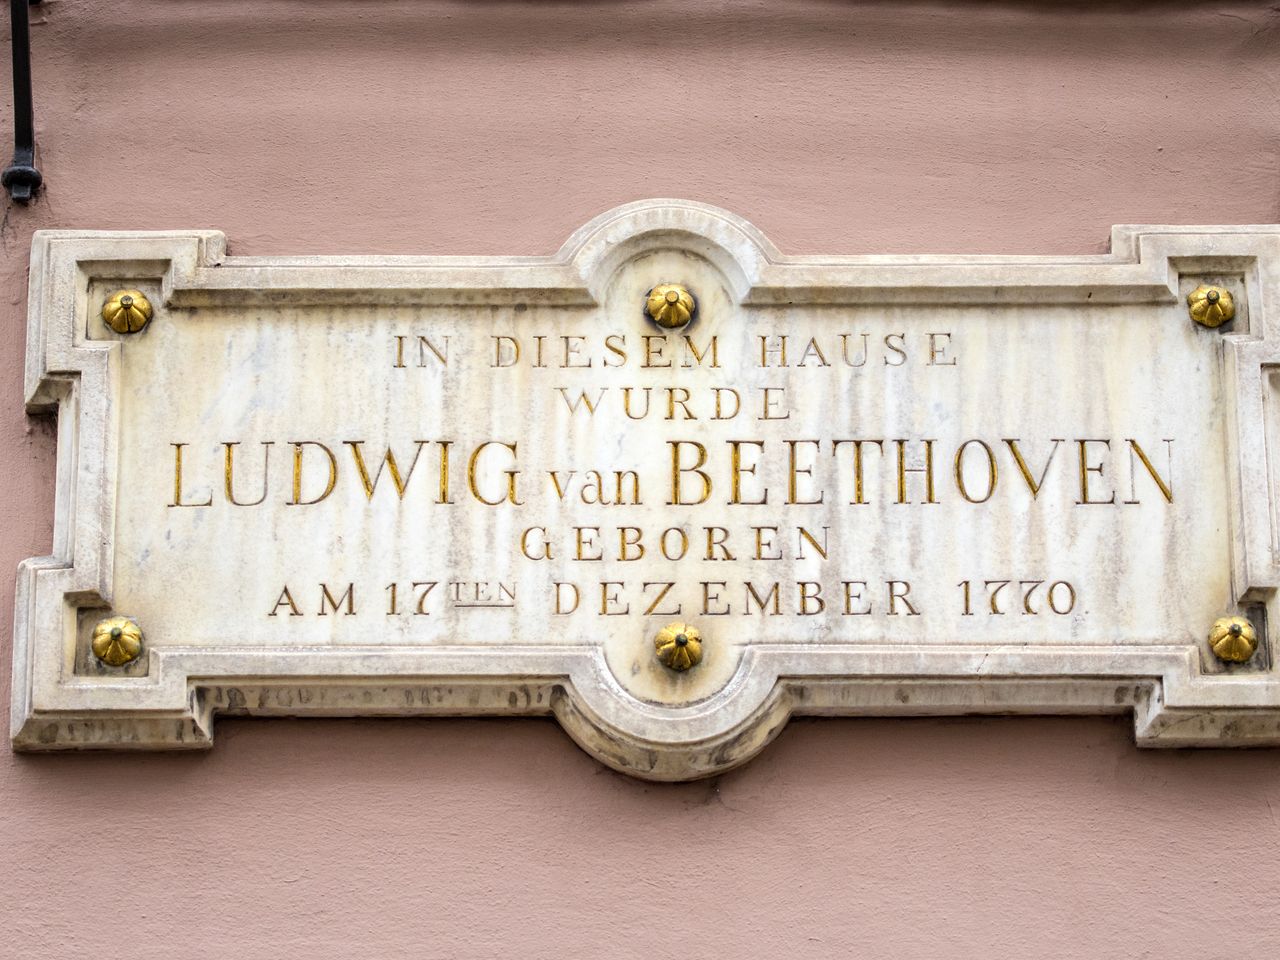 IN DIESEM HAUSE
WURDE
LUDWIG van BEETHOVEN
GEBOREN
AM 17TEN DEZEMBER 1770.